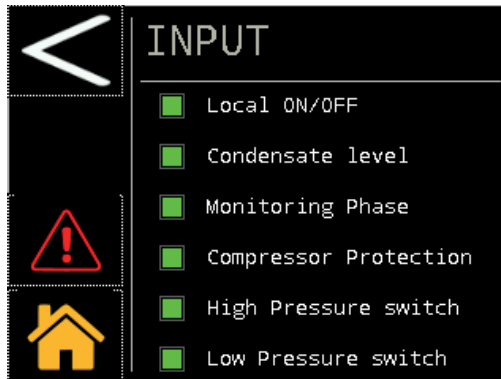 INPUT
Local ON/OFF
Condensate level
Monitoring Phase
Compressor Protection
High Pressure switch
Low Pressure switch